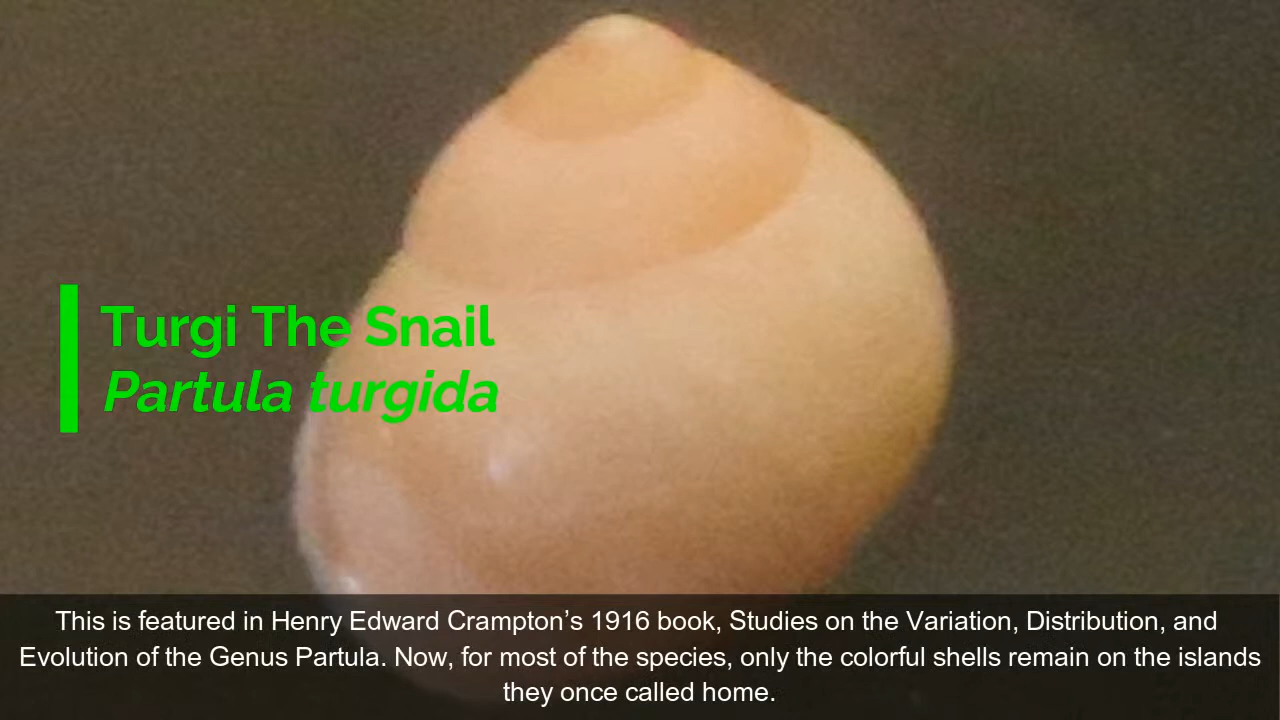 Turgi The Snail
Partula turgida
This is featured in Henry Edward Crampton’s 1916 book, Studies on the Variation, Distribution, and
Evolution of the Genus Partula. Now, for most of the species, only the colorful shells remain on the islands
they once called home.